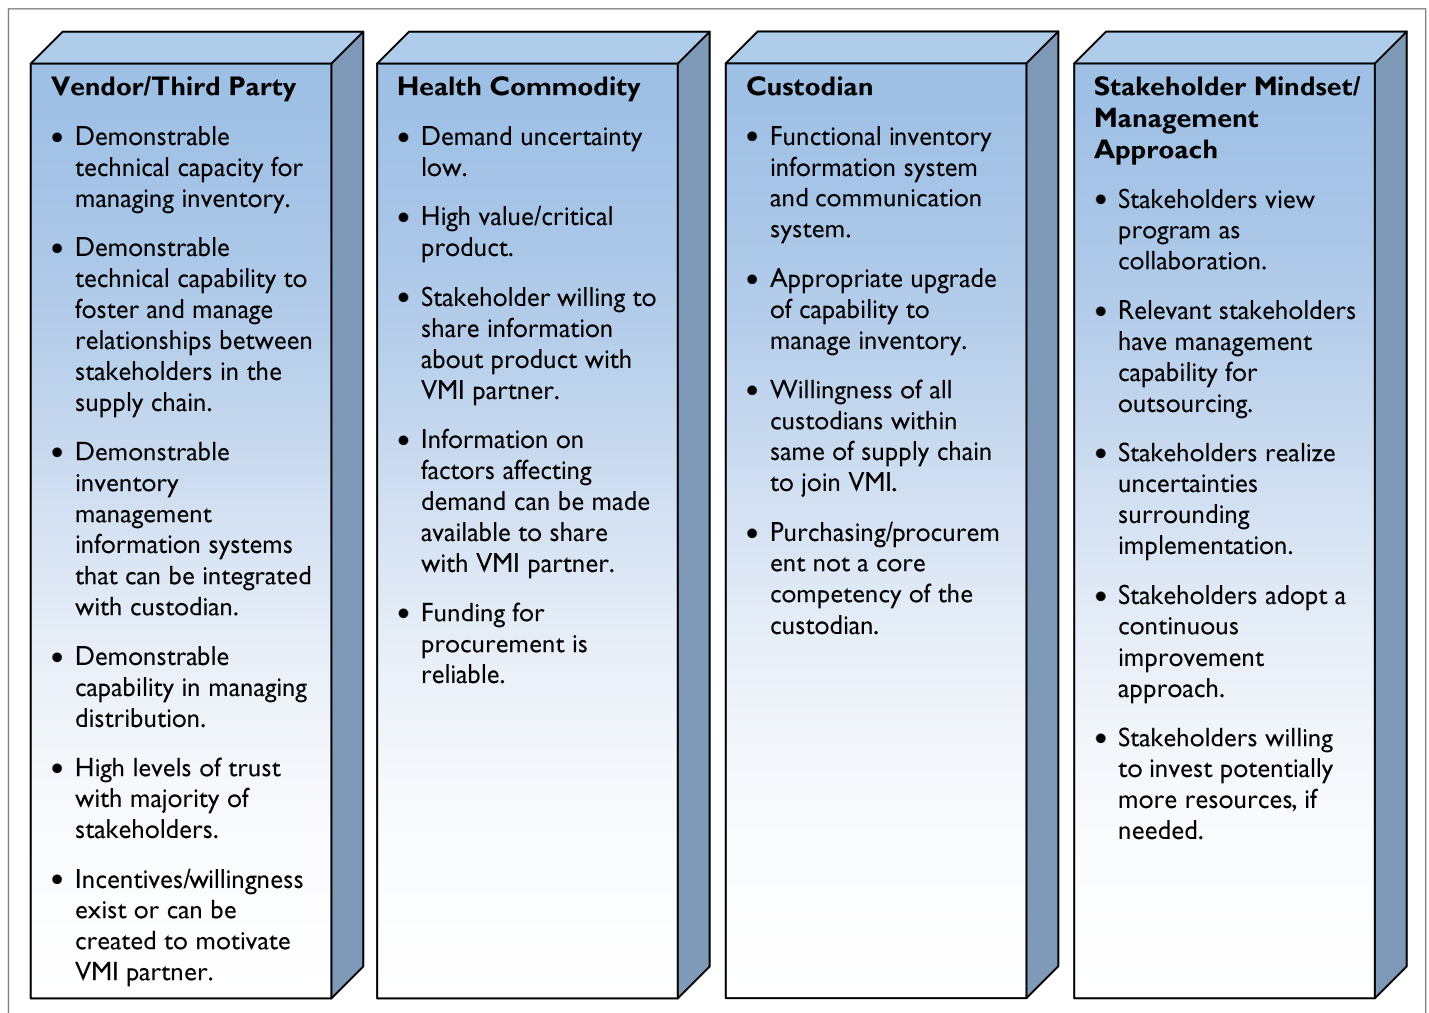 Vendor/Third Party
• Demonstrable
technical capacity for
managing inventory.
• Demonstrable
technical capability to
foster and manage
relationships between
stakeholders in the
supply chain.
• Demonstrable
inventory
management
information systems
that can be integrated
with custodian.
• Demonstrable
capability in managing
distribution.
• High levels of trust
with majority of
stakeholders.
• Incentives/willingness
exist or can be
created to motivate
VMI partner.
Health Commodity
• Demand uncertainty
low.
• High value/critical
product.
• Stakeholder willing to
share information
about product with
VMI partner.
• Information on
factors affecting
demand can be made
available to share
with VMI partner.
• Funding for
procurement is
reliable.
Custodian
• Functional inventory
information system
and communication
system.
• Appropriate upgrade
of capability to
manage inventory.
• Willingness of all
custodians within
same of supply chain
to join VMI.
• Purchasing/procurem
ent not a core
competency of the
custodian.
Stakeholder Mindset/
Management
Approach
• Stakeholders view
program as
collaboration.
• Relevant stakeholders
have management
capability for
outsourcing.
• Stakeholders realize
uncertainties
surrounding
implementation.
• Stakeholders adopt a
continuous
improvement
approach.
• Stakeholders willing
to invest potentially
more resources, if
needed.